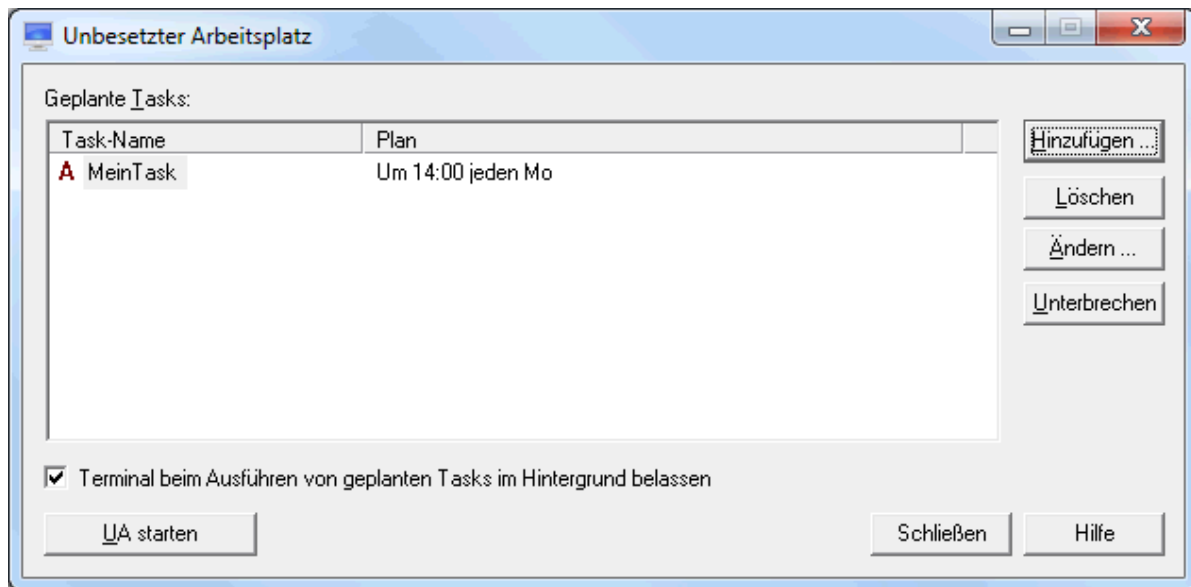 Unbesetzter Arbeitsplatz
Geplante Tasks:
Task-Name Plan
A MeinTask Um 14:00 jeden Mo
Hinzufügen ...
Löschen
Ändern ...
Unterbrechen
Terminal beim Ausführen von geplanten Tasks im Hintergrund belassen
UA starten Schließen Hilfe